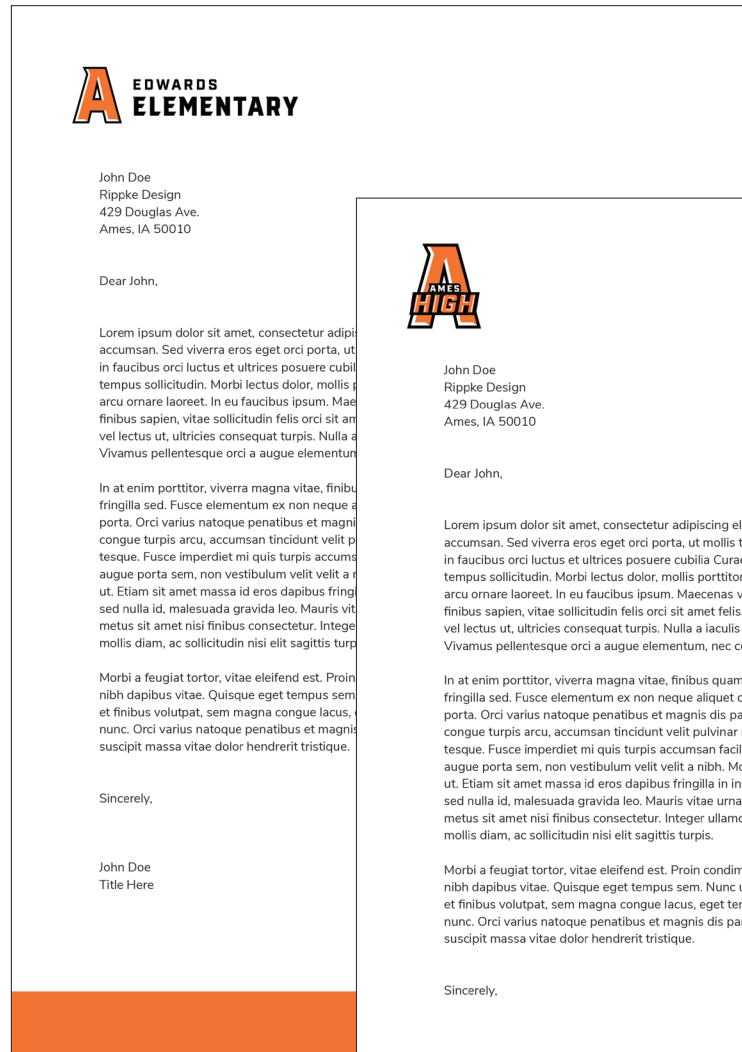 EDWARDS
ELEMENTARY
John Doe
Rippke Design
429 Douglas Ave.
Ames, IA 50010
Dear John,
Lorem ipsum dolor sit amet, consectetur adipi
accumsan. Sed viverra eros eget orci porta, ut
in faucibus orci luctus et ultrices posuere cubil
tempus sollicitudin. Morbi lectus dolor, mollis
arcu ornare laoreet. In eu faucibus ipsum. Mae
finibus sapien, vitae sollicitudin felis orci sit am
vel lectus ut, ultricies consequat turpis. Nulla a
Vivamus pellentesque orci a augue elementum
In at enim porttitor, viverra magna vitae, finibu
fringilla sed. Fusce elementum ex non neque a
porta. Orci varius natoque penatibus et magni
congue turpis arcu, accumsan tincidunt velit p
tesque. Fusce imperdiet mi quis turpis accums
augue porta sem, non vestibulum velit velit a
ut. Etiam sit amet massa id eros dapibus fringi
sed nulla id, malesuada gravida leo. Mauris vit
metus sit amet nisi finibus consectetur. Intege
mollis diam, ac sollicitudin nisi elit sagittis turp
Morbi a feugiat tortor, vitae eleifend est. Proin
nibh dapibus vitae. Quisque eget tempus sem
et finibus volutpat, sem magna congue lacus,
nunc. Orci varius natoque penatibus et magnis
suscipit massa vitae dolor hendrerit tristique.
Sincerely,
John Doe
Title Here
AMES
HIGH
John Doe
Rippke Design
429 Douglas Ave.
Ames, IA 50010
Dear John,
Lorem ipsum dolor sit amet, consectetur adipiscing el
accumsan. Sed viverra eros eget orci porta, ut mollis t
in faucibus orci luctus et ultrices posuere cubilia Curae
tempus sollicitudin. Morbi lectus dolor, mollis porttitor
arcu ornare laoreet. In eu faucibus ipsum. Maecenas v
finibus sapien, vitae sollicitudin felis orci sit amet felis.
vel lectus ut, ultricies consequat turpis. Nulla a iaculis
Vivamus pellentesque orci a augue elementum, nec c
In at enim porttitor, viverra magna vitae, finibus quam
fringilla sed. Fusce elementum ex non neque aliquet c
porta. Orci varius natoque penatibus et magnis dis pa
congue turpis arcu, accumsan tincidunt velit pulvinar
tesque. Fusce imperdiet mi quis turpis accumsan facil
augue porta sem, non vestibulum velit velit a nibh. Mo
ut. Etiam sit amet massa id eros dapibus fringilla in in
sed nulla id, malesuada gravida leo. Mauris vitae urna
metus sit amet nisi finibus consectetur. Integer ullamc
mollis diam, ac sollicitudin nisi elit sagittis turpis.
Morbi a feugiat tortor, vitae eleifend est. Proin condim
nibh dapibus vitae. Quisque eget tempus sem. Nunc u
et finibus volutpat, sem magna congue lacus, eget ter
nunc. Orci varius natoque penatibus et magnis dis par
suscipit massa vitae dolor hendrerit tristique.
Sincerely,